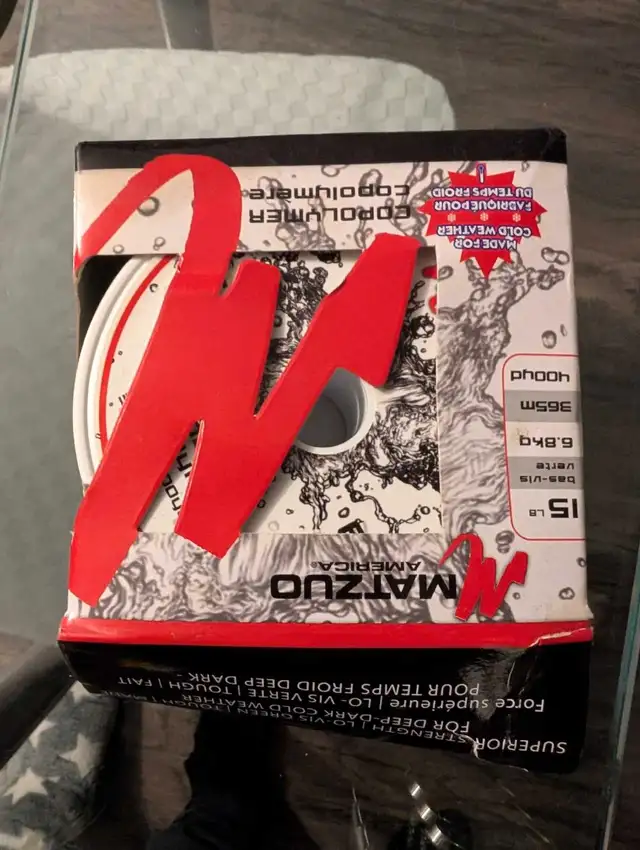 SUPERIOR STRENGTH | LO-VIS GREEN | TOUGH | MADE
FOR DEEP-DARK COLD WEATHER
Force supérieure | LO-VIS VERTE | TOUGH | FAIT
POUR TEMPS FROID DEEP DARK
MATZUO
AMERICA®
15 LB
bas-vis
verte
6.8kg
365m
400yd
MADE FOR
COLD WEATHER
FABRIQUÉ POUR
DU TEMPS FROID
COPOLYMER
copolymère